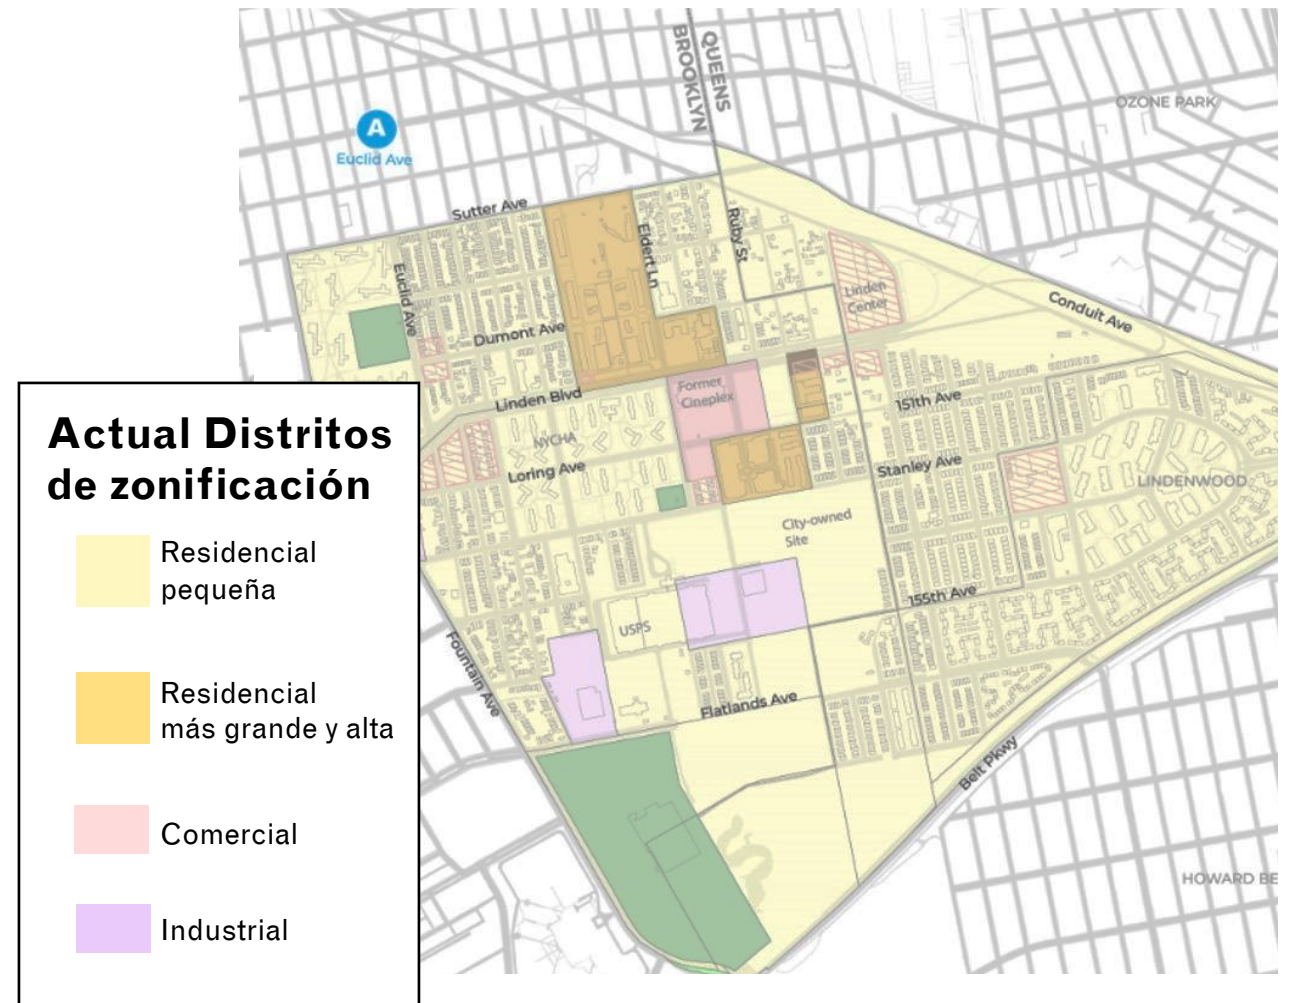 QUEENS
BROOKLYN
OZONE PARK
A
Euclid Ave
Sutter Ave
Ruby St
Eldert Ln
Euclid Ave
Linden
Center
Conduit Ave
Dumont Ave
Former
Cineplex
Linden Blvd
151th Ave
NYCHA
Loring Ave
Stanley Ave
LINDENWOOD
City-owned
Site
155th Ave
USPS
Fountain Ave
Flatlands Ave
Belt Pkwy
HOWARD BE
Actual Distritos
de zonificación
Residencial
pequeña
Residencial
más grande y alta
Comercial
Industrial